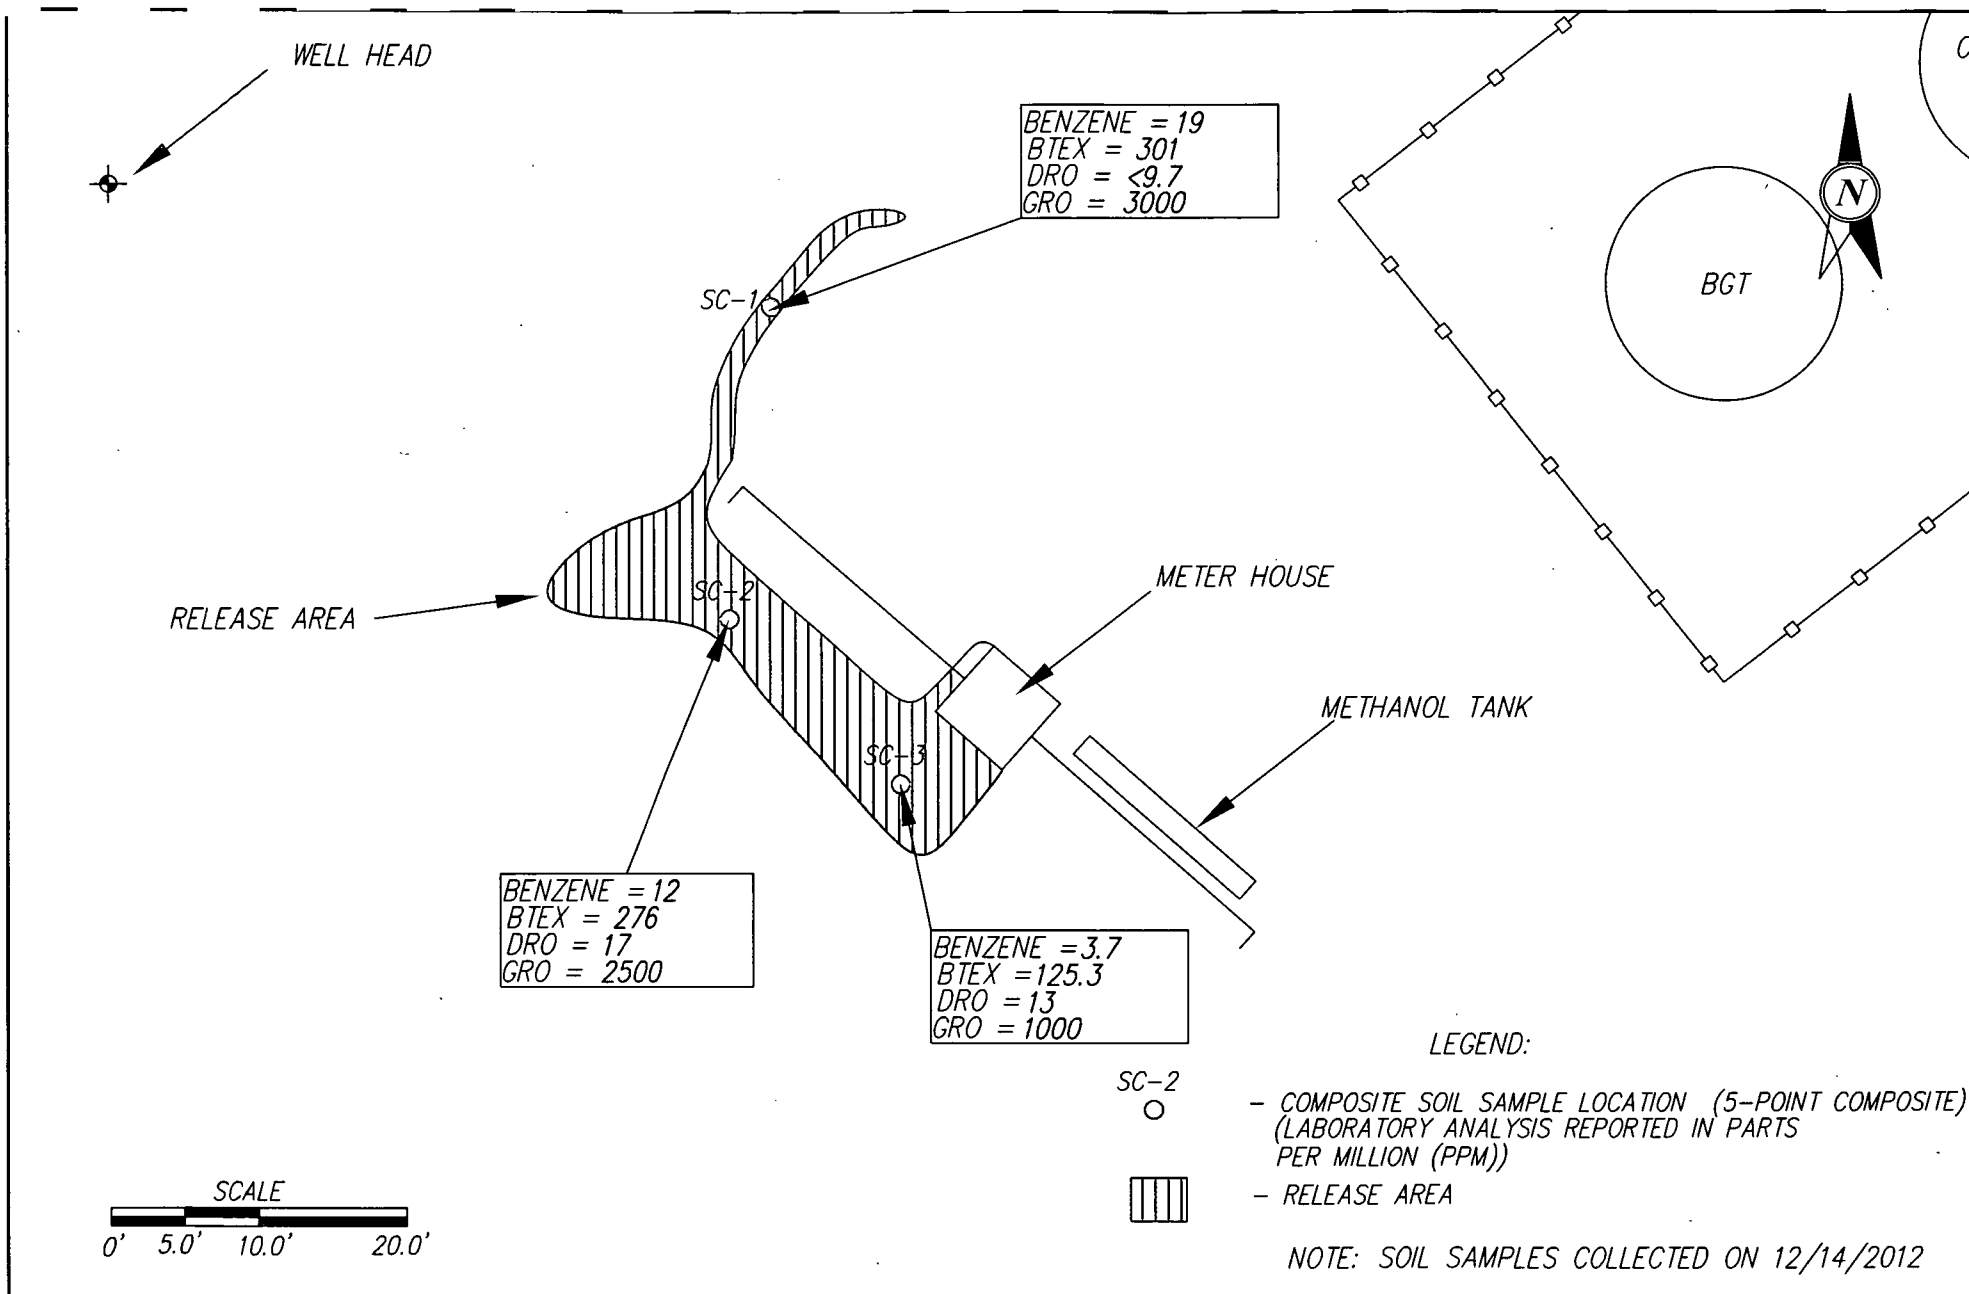 WELL HEAD
BENZENE = 19
BTEX = 301
DRO = <9.7
GRO = 3000
N
BGT
SC-1
SC-2
METER HOUSE
RELEASE AREA
METHANOL TANK
SC-3
BENZENE = 12
BTEX = 276
DRO = 17
GRO = 2500
BENZENE = 3.7
BTEX = 125.3
DRO = 13
GRO = 1000
LEGEND:
SC-2
- COMPOSITE SOIL SAMPLE LOCATION (5-POINT COMPOSITE)
(LABORATORY ANALYSIS REPORTED IN PARTS
PER MILLION (PPM))
- RELEASE AREA
SCALE
0' 5.0' 10.0' 20.0'
NOTE: SOIL SAMPLES COLLECTED ON 12/14/2012